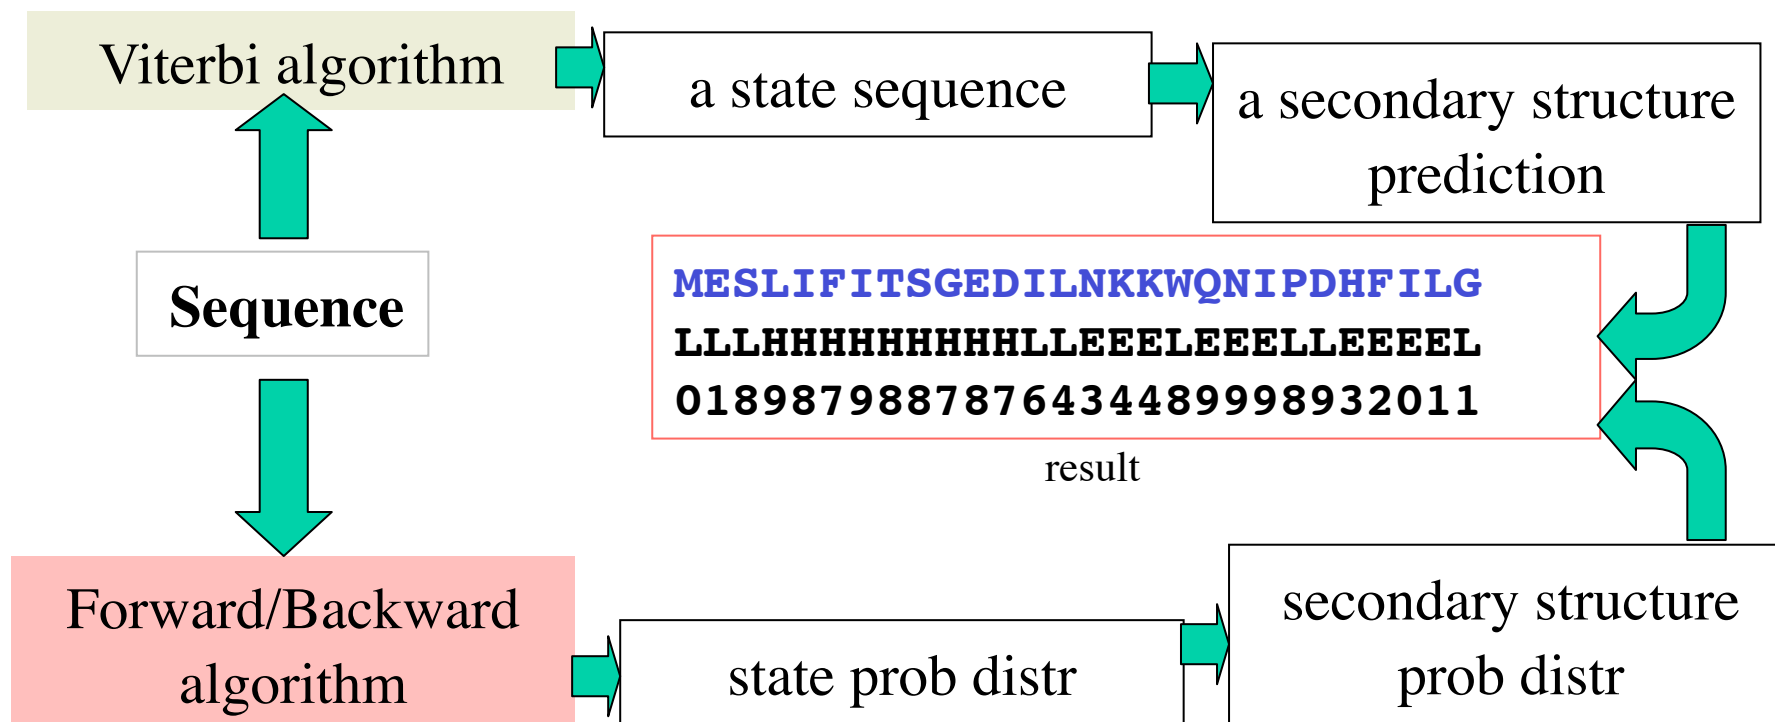 Viterbi algorithm
a state sequence
a secondary structure
prediction
Sequence
MESLIFITSGEDILNKKWQNIPDHFILG
LLLHHHHHHHHHLLEEELEEELLEEEEL
0189879887876434489998932011
result
Forward/Backward
algorithm
state prob distr
secondary structure
prob distr